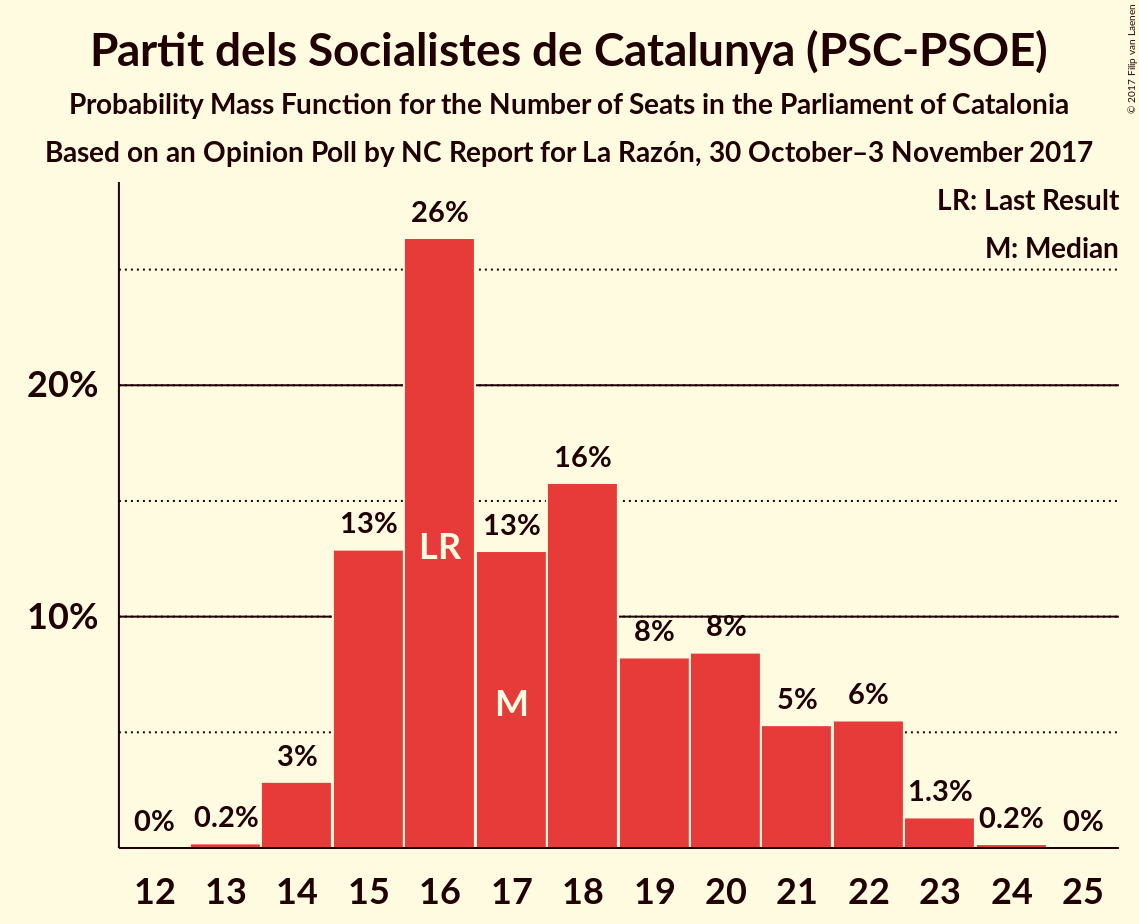 Partit dels Socialistes de Catalunya (PSC-PSOE)
Probability Mass Function for the Number of Seats in the Parliament of Catalonia
Based on an Opinion Poll by NC Report for La Razón, 30 October–3 November 2017
© 2017 Filip van Laenen
LR: Last Result
M: Median
20%
10%
0%
0.2%
3%
13%
26%
13%
16%
8%
8%
5%
6%
1.3%
0.2%
0%
LR
M
12 13 14 15 16 17 18 19 20 21 22 23 24 25